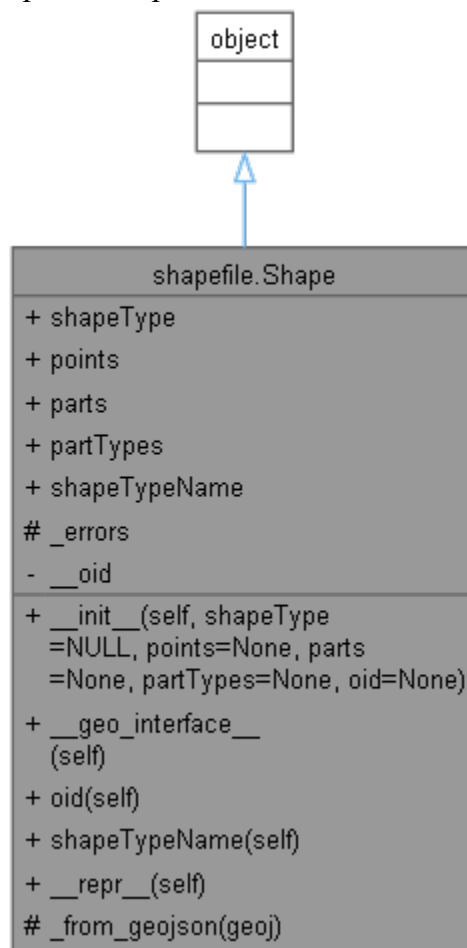 object
shapefile.Shape
+ shapeType
+ points
+ parts
+ partTypes
+ shapeTypeName
# _errors
- __oid
+ __init__(self, shapeType
=NULL, points=None, parts
=None, partTypes=None, oid=None)
+ __geo_interface__
(self)
+ oid(self)
+ shapeTypeName(self)
+ __repr__(self)
# _from_geojson(geoj)